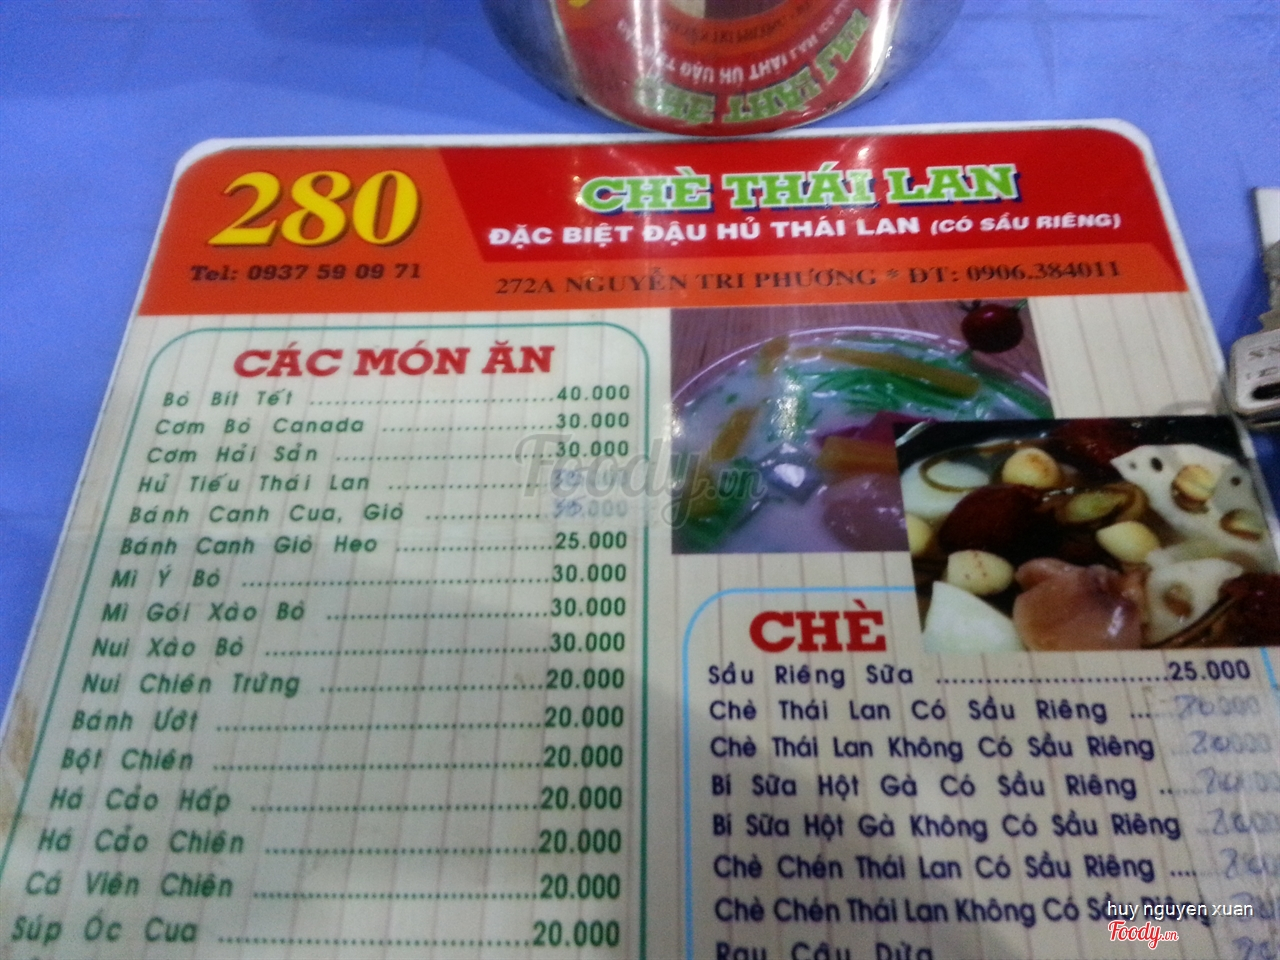 280
Tel: 0937 59 09 71
CHÈ THÁI LAN
ĐẶC BIỆT ĐẬU HỦ THÁI LAN (CÓ SẦU RIÊNG)
272A NGUYỄN TRI PHƯƠNG * ĐT: 0906.384011
CÁC MÓN ĂN
Bò Bít Tết ........ 40.000
Cơm Bò Canada ........ 30.000
Cơm Hải Sản ........ 30.000
Hủ Tiếu Thái Lan ........
Bánh Canh Cua, Giò ........
Bánh Canh Giò Heo ........ 25.000
Mì Ý Bò ........ 30.000
Mì Gói Xào Bò ........ 30.000
Nui Xào Bò ........ 30.000
Nui Chiên Trứng ........ 20.000
Bánh Ướt ........ 20.000
Bột Chiên ........ 20.000
Há Cảo Hấp ........ 20.000
Há Cảo Chiên ........ 20.000
Cá Viên Chiên ........ 20.000
Súp Óc Cua ........ 20.000
CHÈ
Sầu Riêng Sữa ........ 25.000
Chè Thái Lan Có Sầu Riêng ...
Chè Thái Lan Không Có Sầu Riêng
Bí Sữa Hột Gà Có Sầu Riêng ...
Bí Sữa Hột Gà Không Có Sầu Riêng
Chè Chén Thái Lan Có Sầu Riêng ....
Chè Chén Thái Lan Không Có Sầu Riêng
Rau Câu Dừa
Foody.vn
huy nguyen xuan
Foody.vn